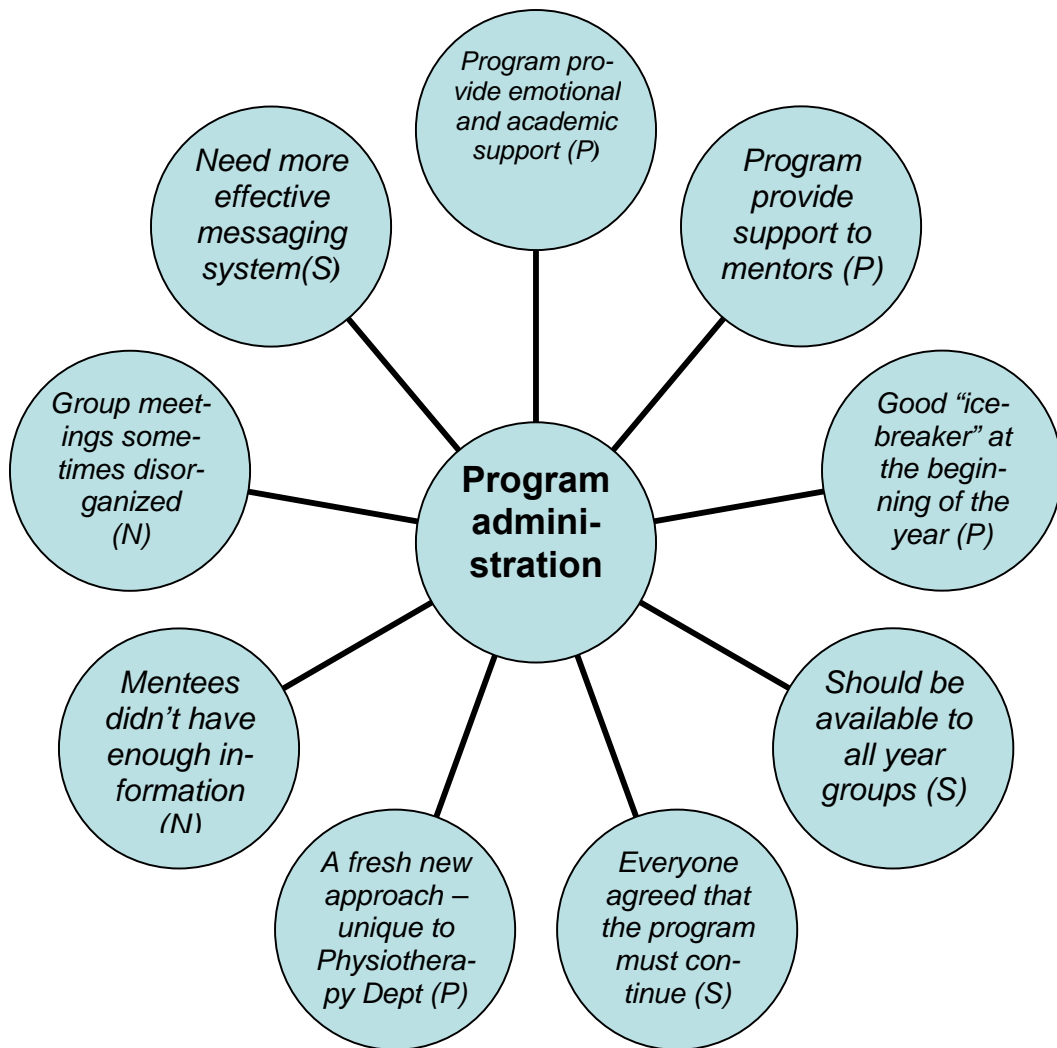 Program pro-
vide emotional
and academic
support (P)
Need more
effective
messaging
system(S)
Program
provide
support to
mentors (P)
Group meet-
ings some-
times disor-
ganized
(N)
Good “ice-
breaker” at
the begin-
ning of the
year (P)
Program
admini-
stration
Mentees
didn’t have
enough in-
formation
(N)
Should be
available to
all year
groups (S)
A fresh new
approach –
unique to
Physiothera-
py Dept (P)
Everyone
agreed that
the program
must con-
tinue (S)